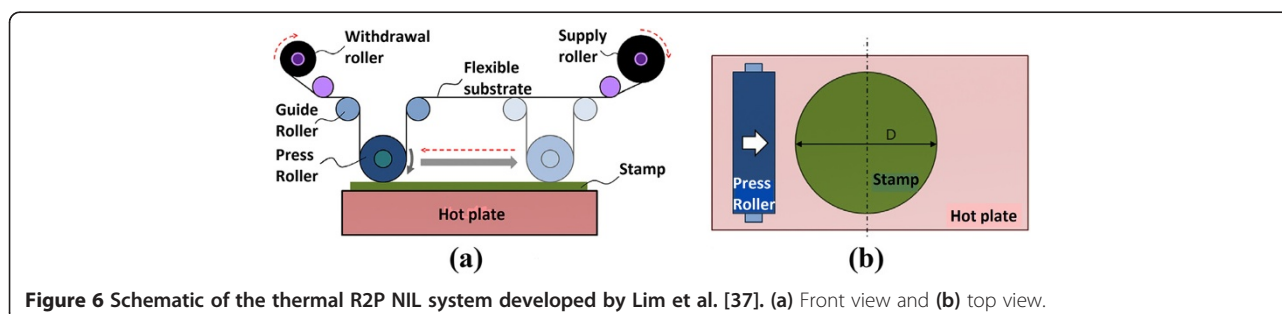 Withdrawal
roller
Supply
roller
Flexible
substrate
Guide
Roller
Press
Roller
Stamp
Hot plate
(a)
D
Stamp
Press
Roller
Hot plate
(b)
Figure 6 Schematic of the thermal R2P NIL system developed by Lim et al. [37]. (a) Front view and (b) top view.